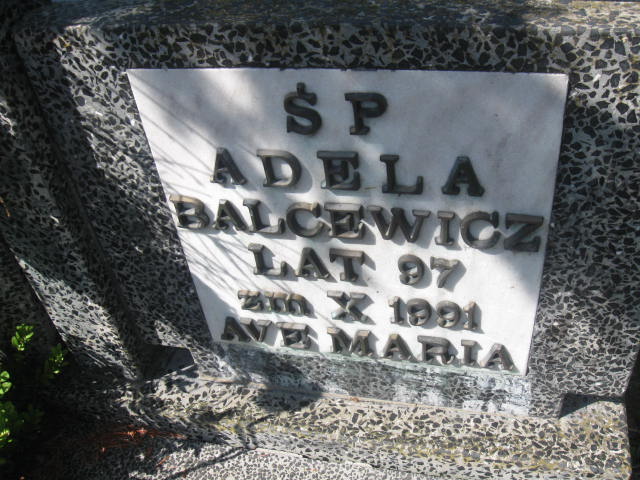 ŚP
ADELA
BALCEWICZ
LAT 97
zm X 1991
AVE MARIA